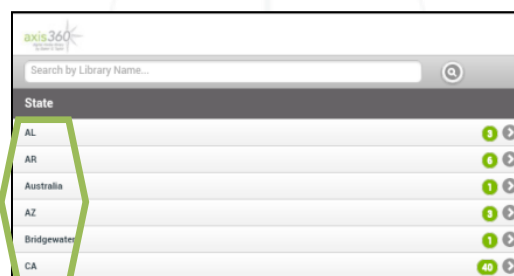 axis360
Search by Library Name...
State
AL 3
AR 6
Australia 1
AZ 3
Bridgewater 1
CA 40